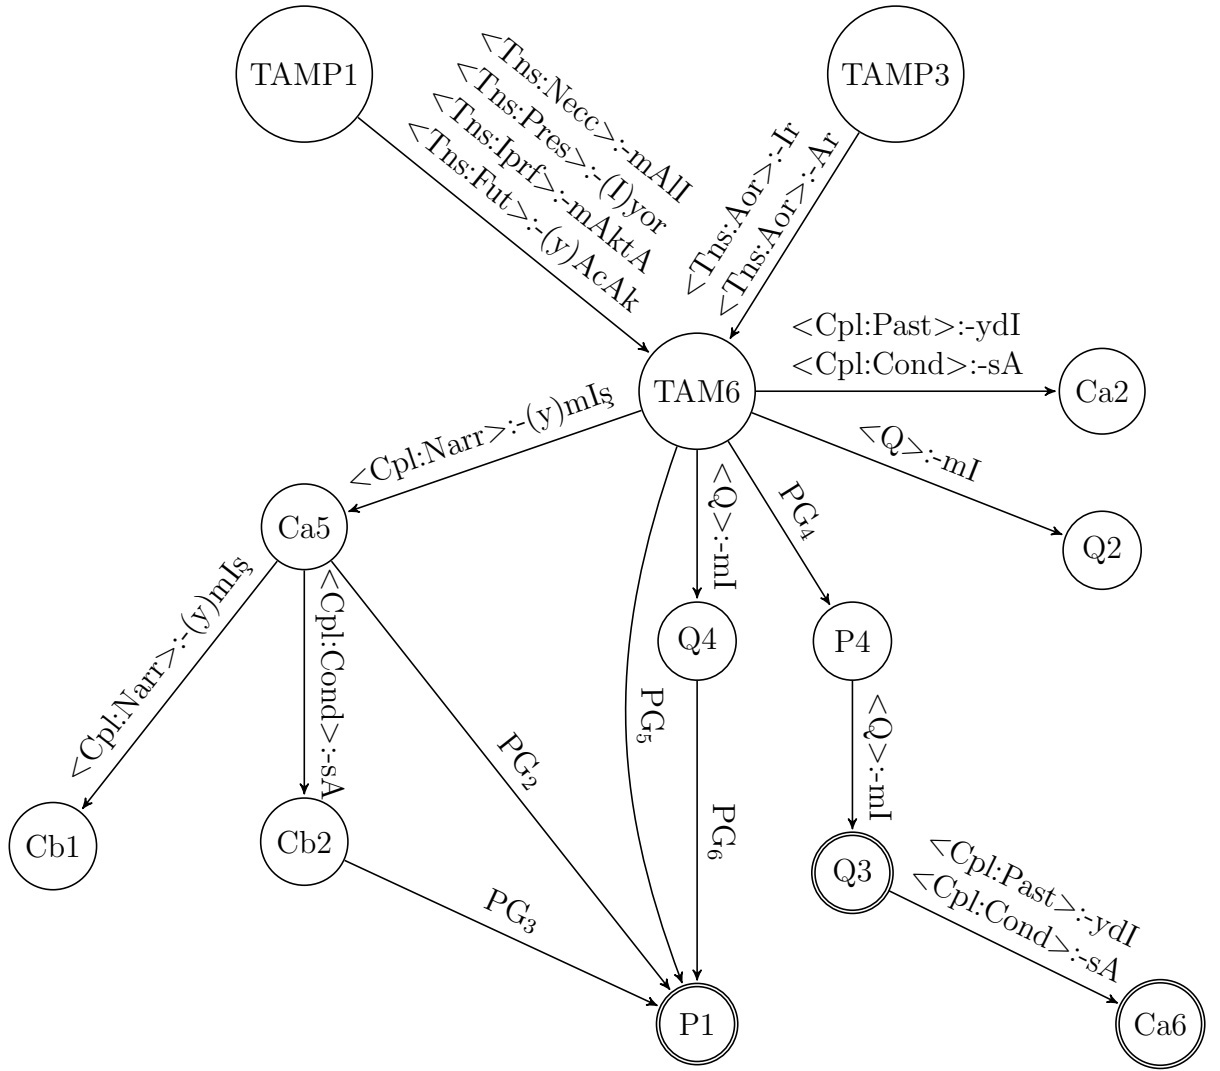 TAMP1
<Tns:Necc>:-mAlI
<Tns:Pres>:-(I)yor
<Tns:Iprf>:-mAktA
<Tns:Fut>:-(y)AcAk
TAMP3
<Tns:Aor>:-Ir
<Tns:Aor>:-Ar
TAM6
<Cpl:Past>:-ydI
<Cpl:Cond>:-sA
Ca2
<Q>:-mI
Q2
<Cpl:Narr>:-(y)mIş
Ca5
<Q>:-mI
PG₄
Q4
P4
<Cpl:Narr>:-(y)mIş
<Cpl:Cond>:-sA
PG₂
PG₅
PG₆
<Q>:-mI
Cb1
Cb2
PG₃
Q3
<Cpl:Past>:-ydI
<Cpl:Cond>:-sA
P1
Ca6